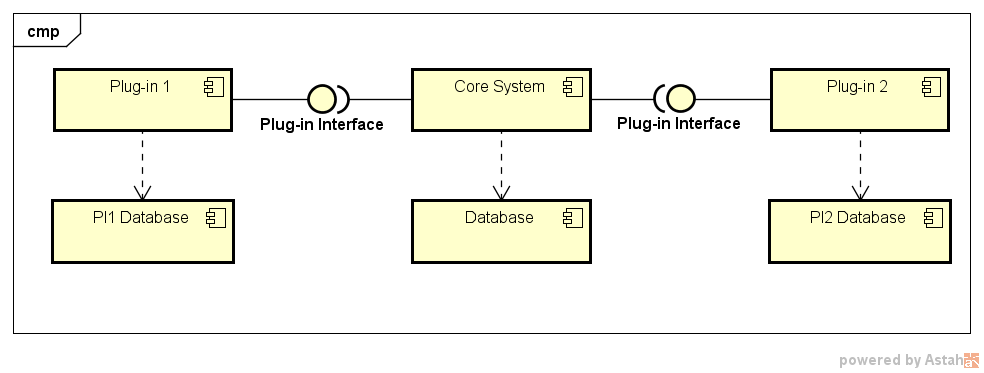 cmp
Plug-in 1
Core System
Plug-in 2
Plug-in Interface
Plug-in Interface
PI1 Database
Database
PI2 Database
powered by Astah